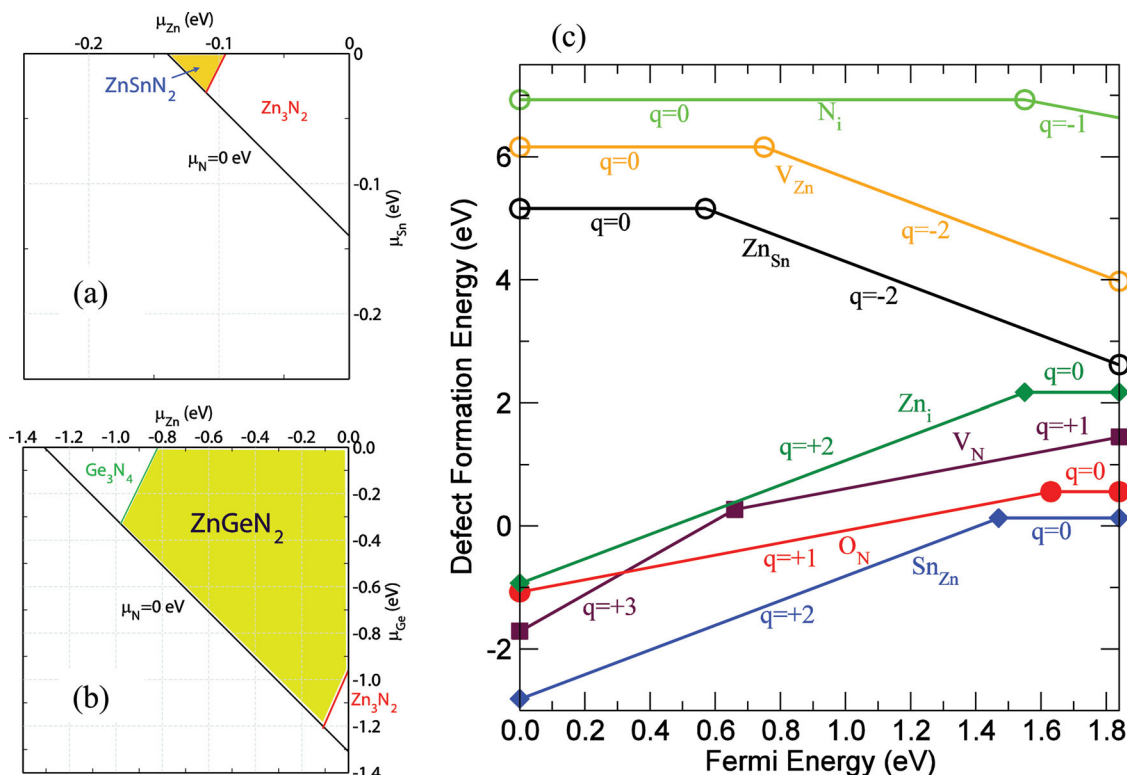 μZn (eV)
-0.2 -0.1 0
0
ZnSnN2
Zn3N2
μN=0 eV
-0.1
μSn (eV)
-0.2
(a)
μZn (eV)
-1.4 -1.2 -1.0 -0.8 -0.6 -0.4 -0.2 0.0
0.0
Ge3N4
-0.2
ZnGeN2
-0.4
μN=0 eV
-0.6
μGe (eV)
-0.8
-1.0
Zn3N2
-1.2
-1.4
(b)
(c)
Defect Formation Energy (eV)
6
4
2
0
-2
q=0 Ni q=-1
q=0 VZn q=-2
q=0 ZnSn q=-2
q=+2 Zni q=0
q=+3 VN q=+1
q=+1 ON q=0
q=+2 SnZn q=0
0.0 0.2 0.4 0.6 0.8 1.0 1.2 1.4 1.6 1.8
Fermi Energy (eV)